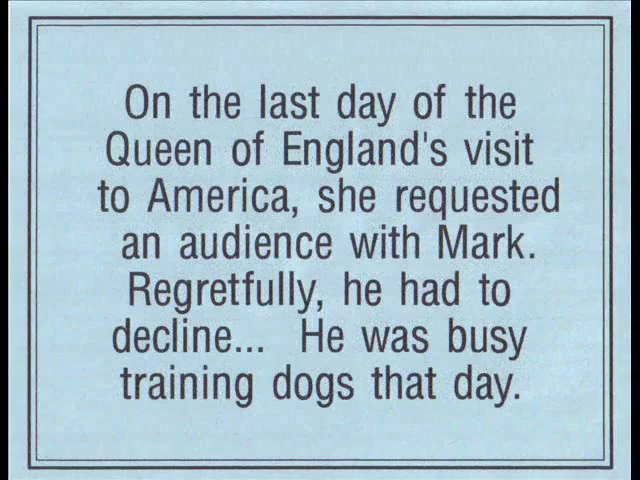 On the last day of the
Queen of England's visit
to America, she requested
an audience with Mark.
Regretfully, he had to
decline... He was busy
training dogs that day.